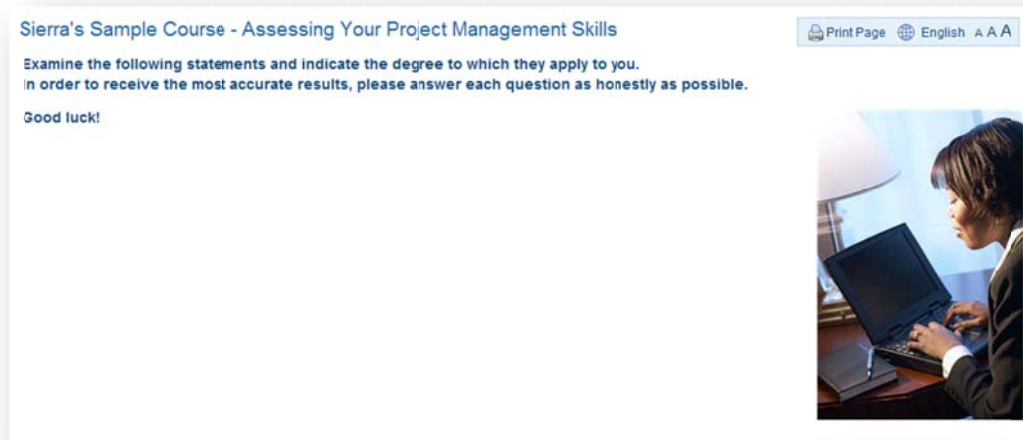 Sierra's Sample Course - Assessing Your Project Management Skills
Print Page English A A A
Examine the following statements and indicate the degree to which they apply to you.
In order to receive the most accurate results, please answer each question as honestly as possible.
Good luck!